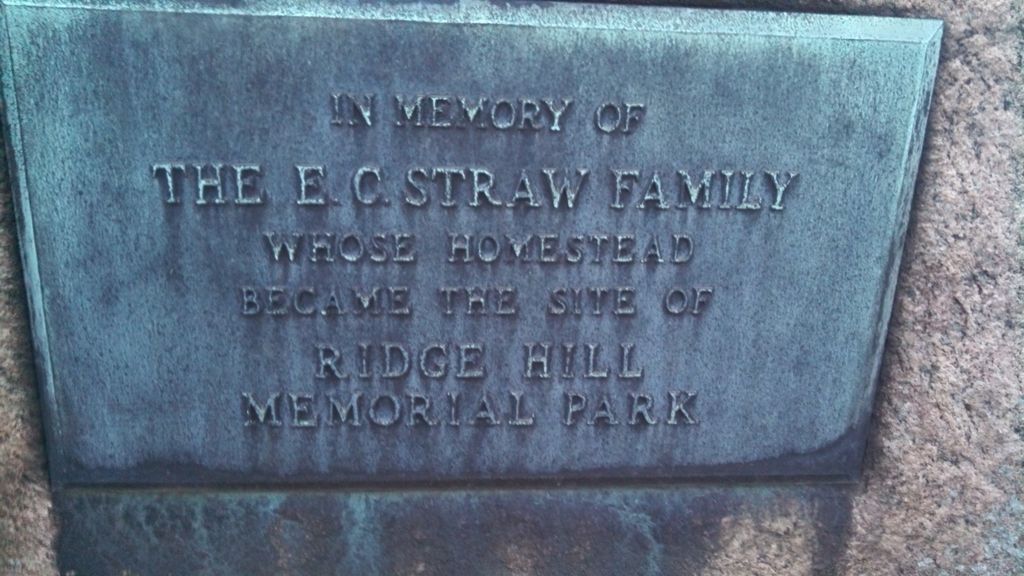 IN MEMORY OF
THE E.C. STRAW FAMILY
WHOSE HOMESTEAD
BECAME THE SITE OF
RIDGE HILL
MEMORIAL PARK